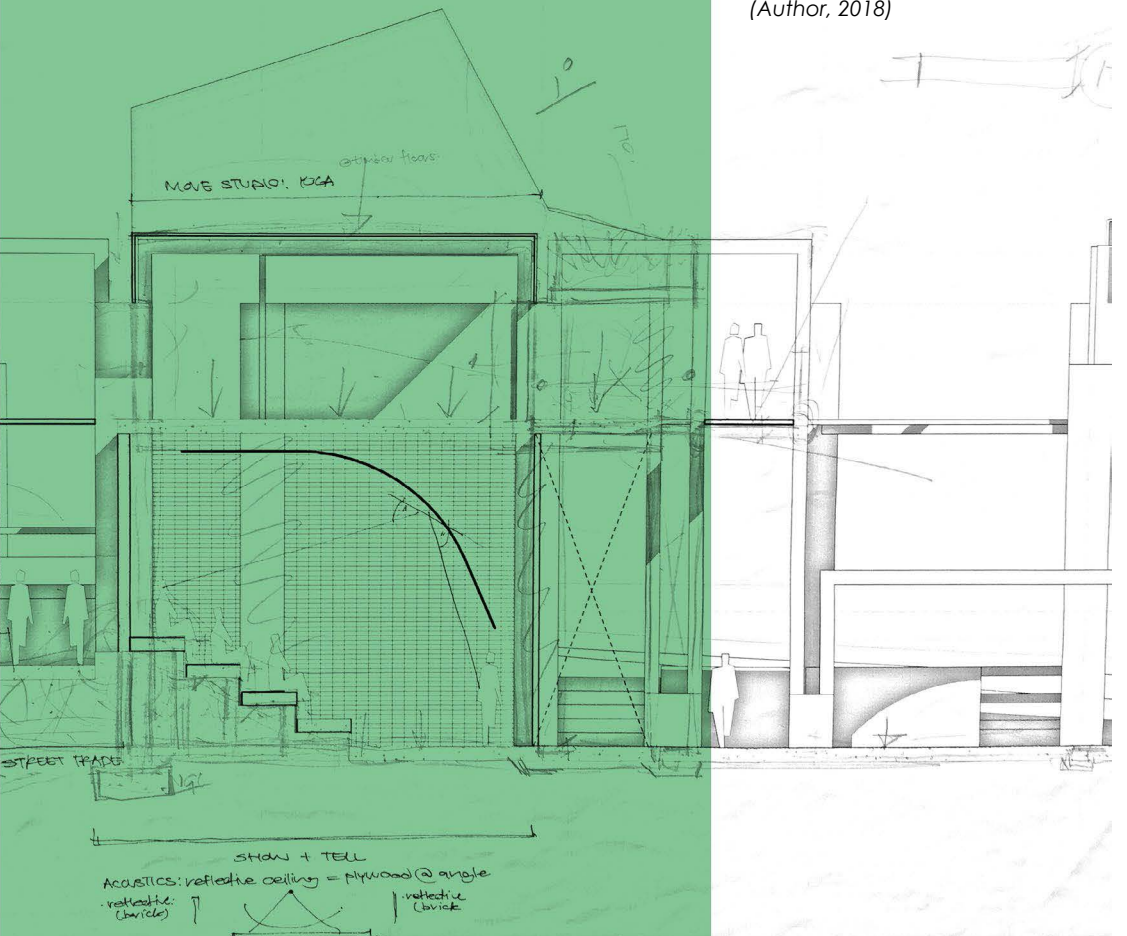 (Author, 2018)
@timber floors
MOVE STUDIO: YOGA
STREET TRADE
SHOW + TELL
ACOUSTICS: reflective ceiling = plywood @ angle
· reflective
(brick)
· reflective
(brick